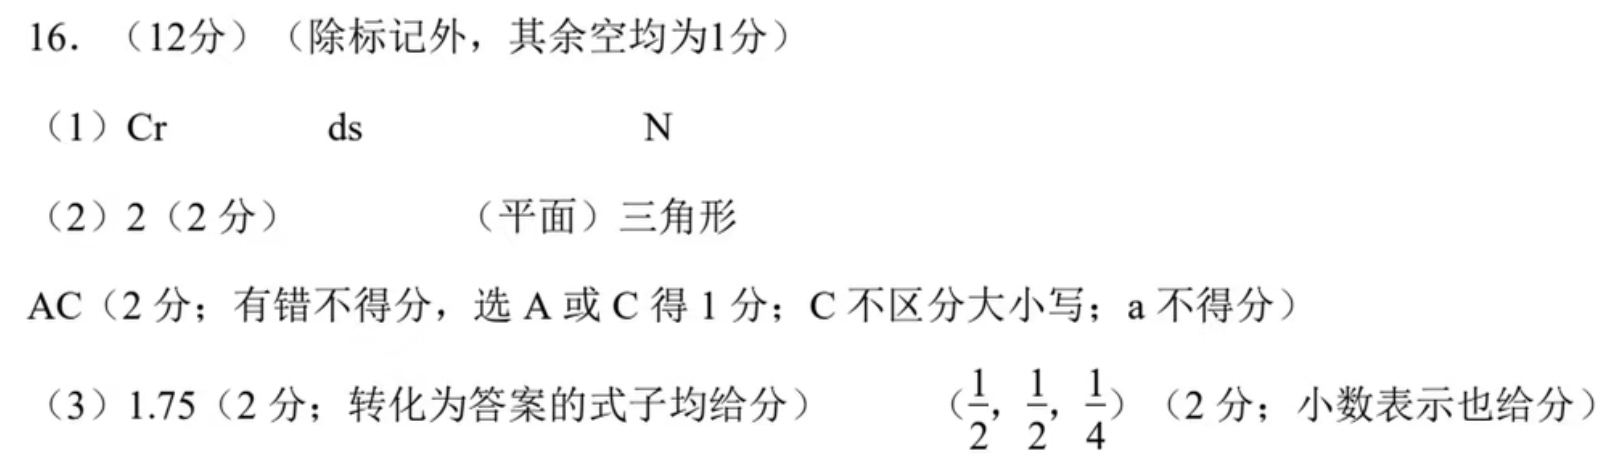 16. （12分）（除标记外，其余空均为1分）
（1）Cr ds N
（2）2（2 分） （平面）三角形
AC（2 分；有错不得分，选 A 或 C 得 1 分；C 不区分大小写；a 不得分）
（3）1.75（2 分；转化为答案的式子均给分） （1/2，1/2，1/4）（2 分；小数表示也给分）